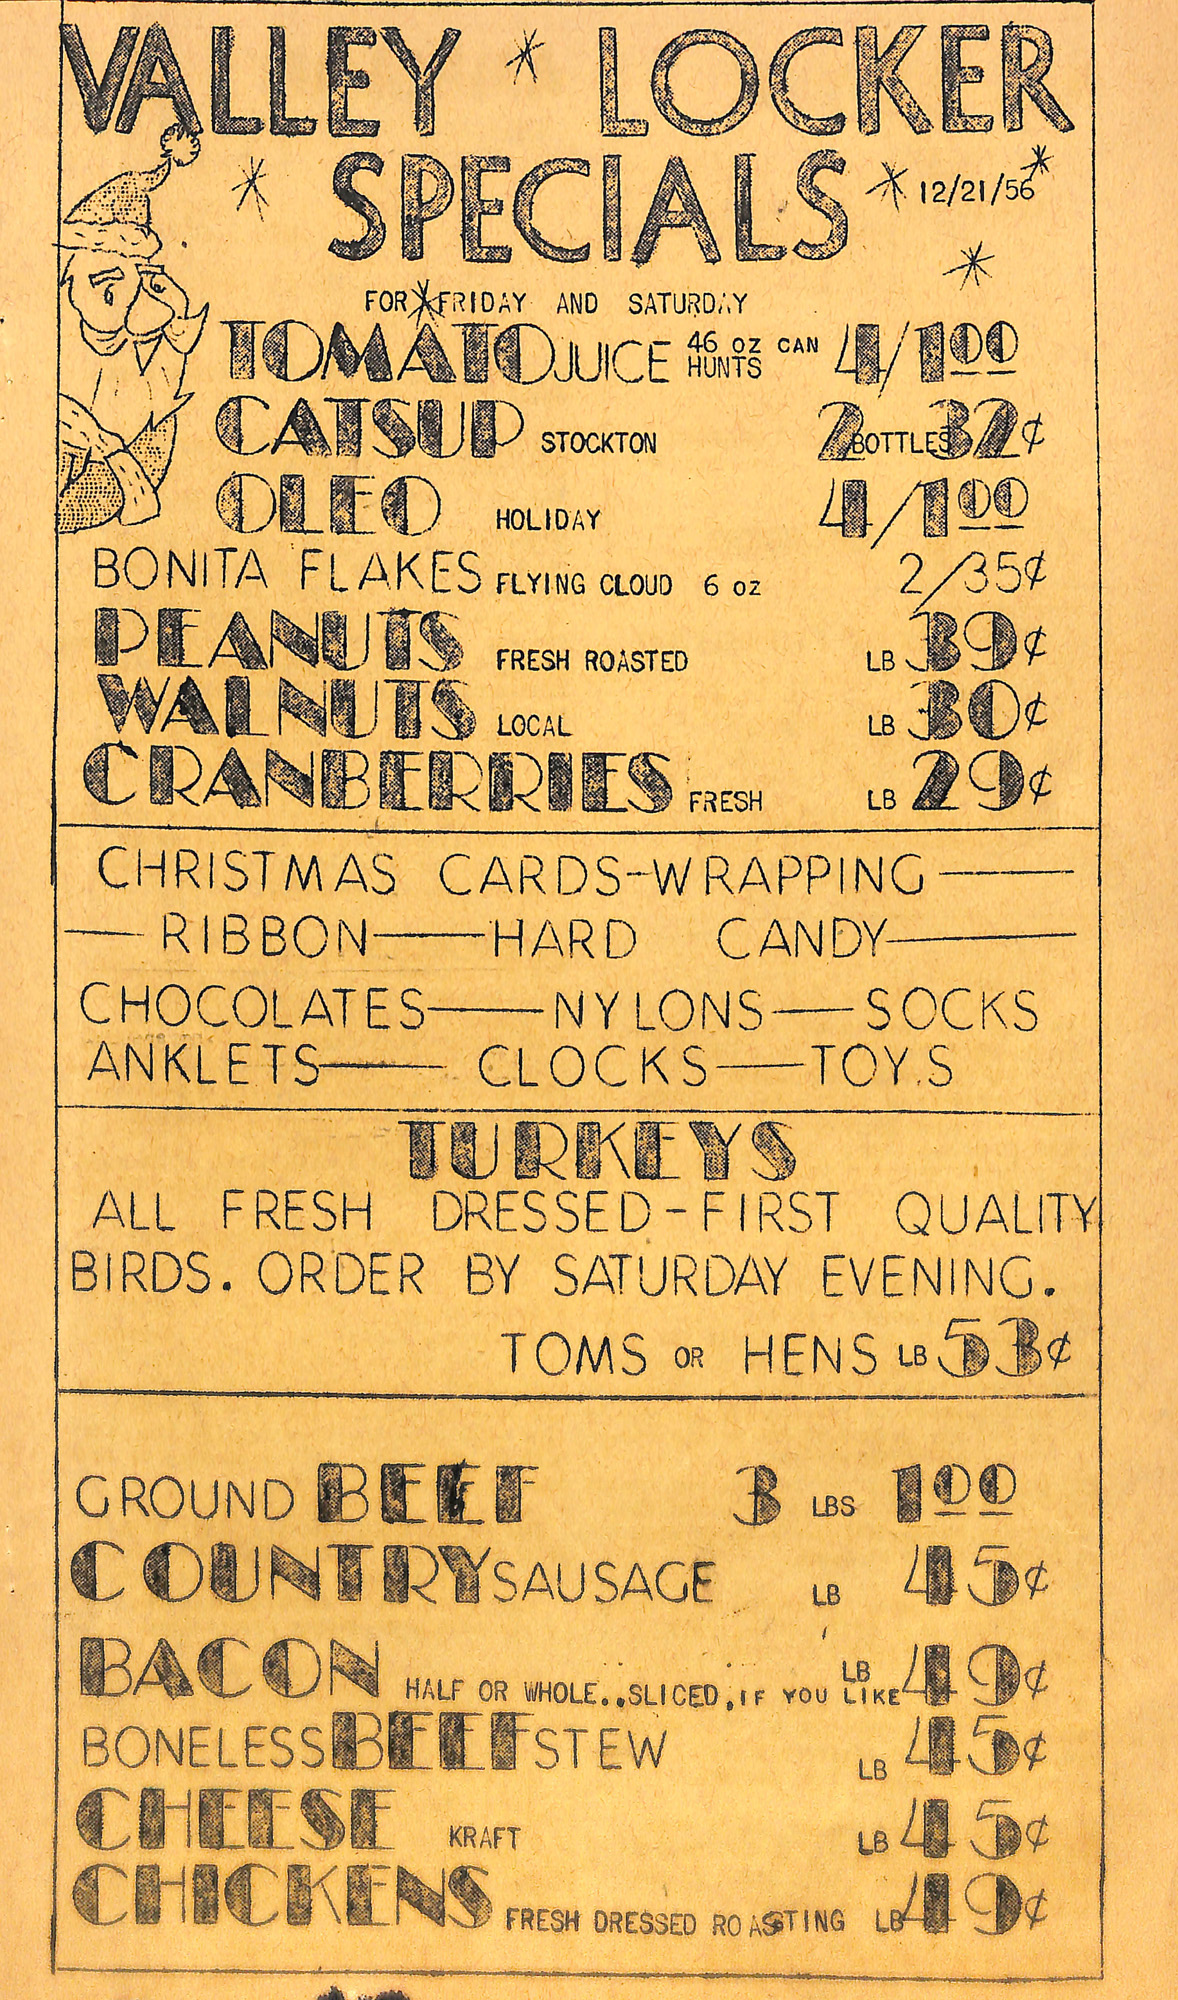 VALLEY * LOCKER
* SPECIALS * 12/21/56
FOR FRIDAY AND SATURDAY
TOMATO JUICE 46 oz CAN HUNTS 4/1 00
CATSUP STOCKTON 2 BOTTLES 32¢
OLEO HOLIDAY 4/1 00
BONITA FLAKES FLYING CLOUD 6 oz 2/35¢
PEANUTS FRESH ROASTED LB 39¢
WALNUTS LOCAL LB 30¢
CRANBERRIES FRESH LB 29¢
CHRISTMAS CARDS-WRAPPING—
—RIBBON—HARD CANDY—
CHOCOLATES—NYLONS—SOCKS
ANKLETS—CLOCKS—TOY.S
TURKEYS
ALL FRESH DRESSED-FIRST QUALITY
BIRDS. ORDER BY SATURDAY EVENING.
TOMS OR HENS LB 53¢
GROUND BEEF 3 LBS 1 00
COUNTRY SAUSAGE LB 45¢
BACON HALF OR WHOLE..SLICED,IF YOU LIKE LB 49¢
BONELESS BEEF STEW LB 45¢
CHEESE KRAFT LB 45¢
CHICKENS FRESH DRESSED ROASTING LB 49¢